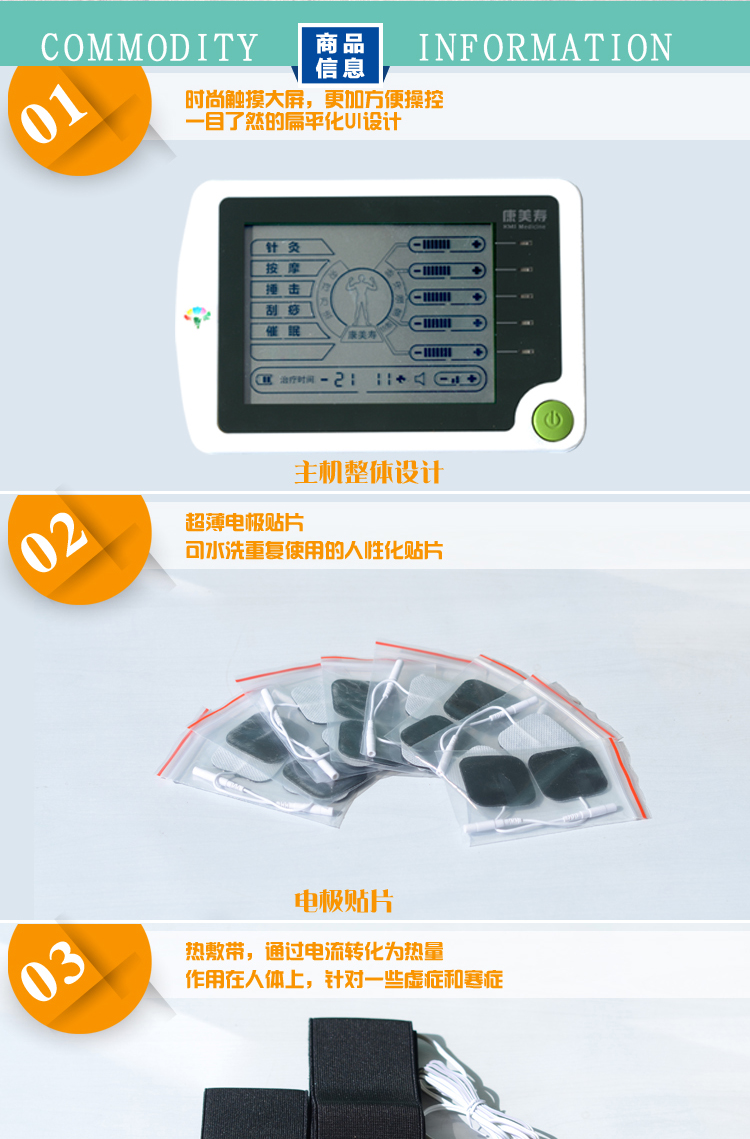 COMMODITY
商品
信息
INFORMATION
01
时尚触摸大屏，更加方便操控
一目了然的扁平化UI设计
康美寿
KMS Medicine
针灸
按摩
捶击
刮痧
催眠
康美寿
治疗时间
21
11
主机整体设计
02
超薄电极贴片
可水洗重复使用的人性化贴片
电极贴片
03
热敷带，通过电流转化为热量
作用在人体上，针对一些虚症和寒症